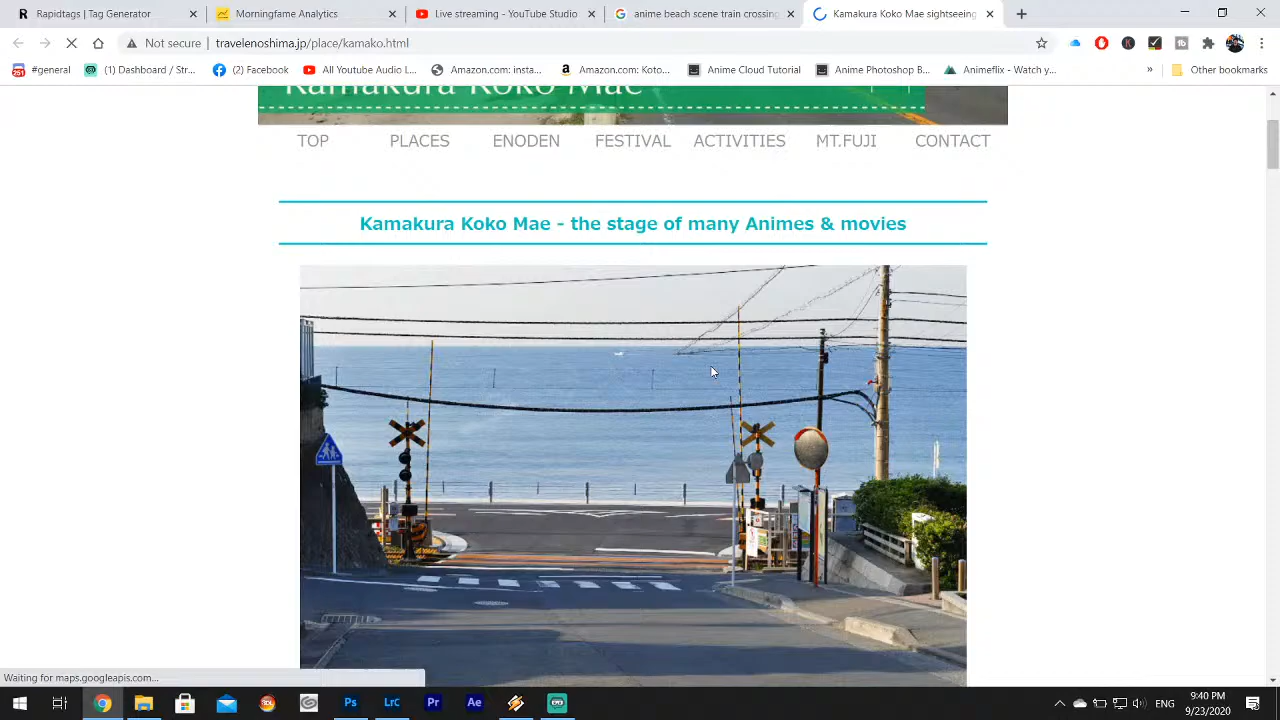 Rapidtags | Tag Generator
Morningfame Analytics
Live streaming - YouTube Studio
anime beach scene train crossing
Kamakura Koko Mae sightseeing
Not secure | travelenoshima.jp/place/kamako.html
#general
(1) Dashboard / Str...
(2) Facebook
All Youtube Audio L...
Amazon.com: insta...
Amazon.com: Koto...
Anime Cloud Tutorial
Anime Photoshop B...
Animeflix - Watch y...
»
Other bookmarks
Kamakura Koko Mae
TOP
PLACES
ENODEN
FESTIVAL
ACTIVITIES
MT.FUJI
CONTACT
Kamakura Koko Mae - the stage of many Animes & movies
Waiting for maps.googleapis.com...
Ps
Lrc
Pr
Ae
ENG
9:40 PM
9/23/2020